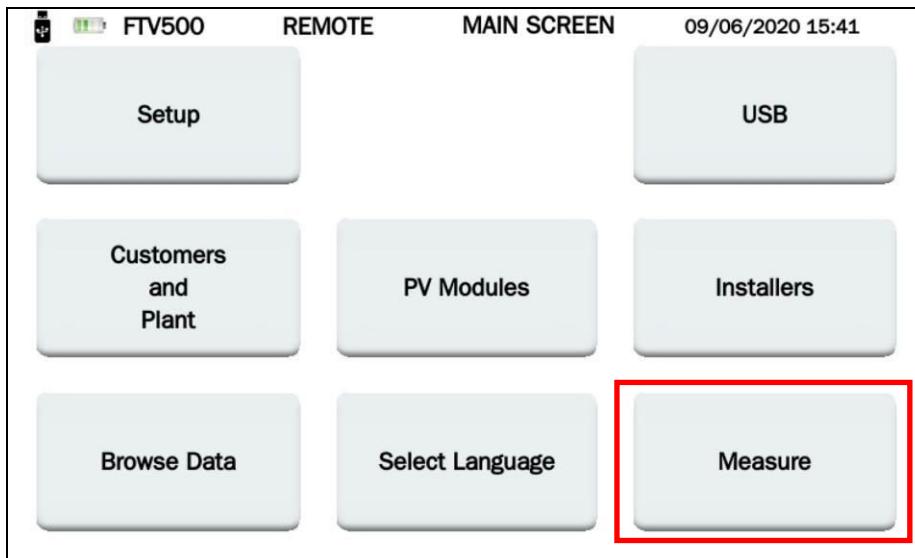 FTV500 REMOTE MAIN SCREEN 09/06/2020 15:41
Setup
USB
Customers
and
Plant
PV Modules
Installers
Browse Data
Select Language
Measure